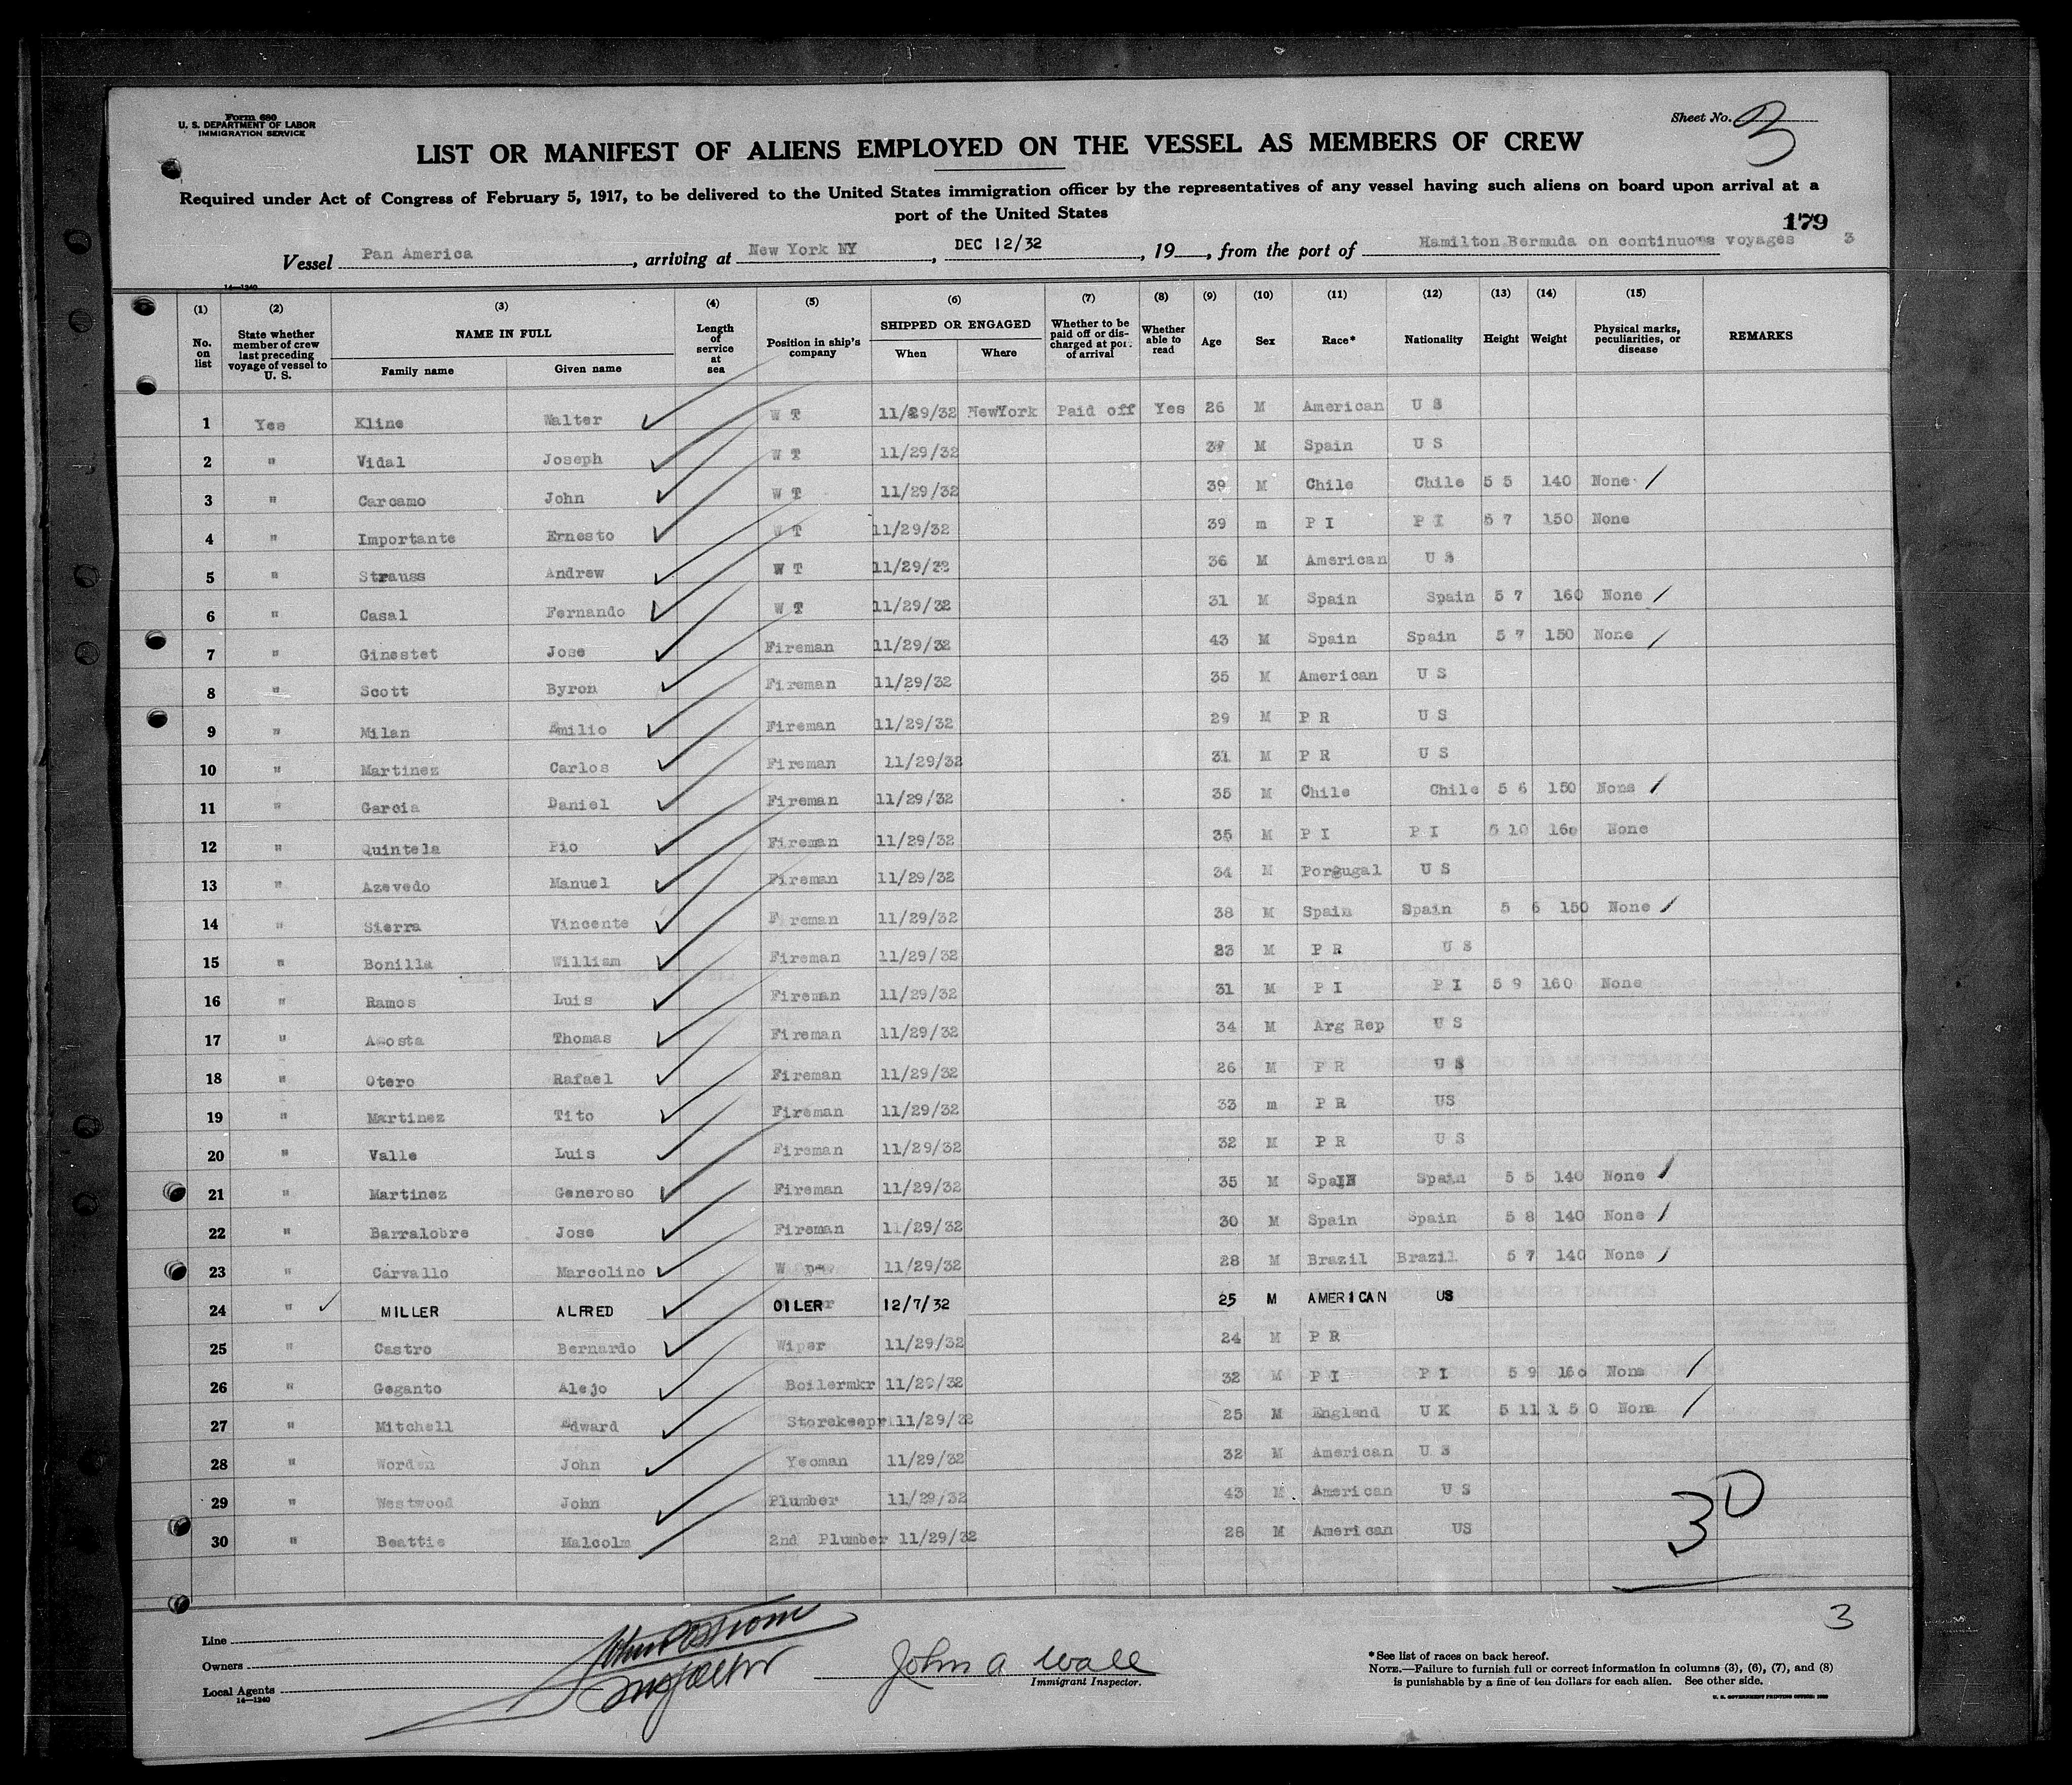 Form 680
U. S. DEPARTMENT OF LABOR
IMMIGRATION SERVICE
Sheet No. 3
LIST OR MANIFEST OF ALIENS EMPLOYED ON THE VESSEL AS MEMBERS OF CREW
Required under Act of Congress of February 5, 1917, to be delivered to the United States immigration officer by the representatives of any vessel having such aliens on board upon arrival at a
port of the United States
179
Vessel Pan America, arriving at New York NY, DEC 12/32, 19, from the port of Hamilton Bermuda on continuous voyages 3
14—1240
(1) (2) (3) (4) (5) (6) (7) (8) (9) (10) (11) (12) (13) (14) (15)
No. on list
State whether member of crew last preceding voyage of vessel to U. S.
NAME IN FULL
Family name Given name
Length of service at sea
Position in ship's company
SHIPPED OR ENGAGED
When Where
Whether to be paid off or discharged at port of arrival
Whether able to read
Age Sex Race* Nationality Height Weight
Physical marks, peculiarities, or disease
REMARKS
1 Yes Kline Walter W T 11/29/32 NewYork Paid off Yes 26 M American U S
2 " Vidal Joseph W T 11/29/32 37 M Spain U S
3 " Carcamo John W T 11/29/32 39 M Chile Chile 5 5 140 None
4 " Importante Ernesto W T 11/29/32 39 m P I P I 5 7 150 None
5 " Strauss Andrew W T 11/29/32 36 M American U S
6 " Casal Fernando W T 11/29/32 31 M Spain Spain 5 7 160 None
7 " Ginestet Jose Fireman 11/29/32 43 M Spain Spain 5 7 150 None
8 " Scott Byron Fireman 11/29/32 35 M American U S
9 " Milan Emilio Fireman 11/29/32 29 M P R U S
10 " Martinez Carlos Fireman 11/29/32 31 M P R U S
11 " Garcia Daniel Fireman 11/29/32 35 M Chile Chile 5 6 150 None
12 " Quintela Pio Fireman 11/29/32 35 M P I P I 5 10 160 None
13 " Azevedo Manuel Fireman 11/29/32 34 M Porgugal U S
14 " Sierra Vincente Fireman 11/29/32 38 M Spain Spain 5 6 150 None
15 " Bonilla William Fireman 11/29/32 23 M P R U S
16 " Ramos Luis Fireman 11/29/32 31 M P I P I 5 9 160 None
17 " Acosta Thomas Fireman 11/29/32 34 M Arg Rep U S
18 " Otero Rafael Fireman 11/29/32 26 M P R U S
19 " Martinez Tito Fireman 11/29/32 33 m P R US
20 " Valle Luis Fireman 11/29/32 32 M P R U S
21 " Martinez Generoso Fireman 11/29/32 35 M SpaIN Spain 5 5 140 None
22 " Barralobre Jose Fireman 11/29/32 30 M Spain Spain 5 8 140 None
23 " Carvallo Marcolino 11/29/32 28 M Brazil Brazil 5 7 140 None
24 " MILLER ALFRED OILER 12/7/32 25 M AMERICAN US
25 " Castro Bernardo Wiper 11/29/32 24 M P R
26 " Geganto Alejo Boilermkr 11/29/32 32 M P I P I 5 9 160 None
27 " Mitchell Edward Storekeepr 11/29/32 25 M England U K 5 11 1 5 0 None
28 " Worden John Yeoman 11/29/32 32 M American U S
29 " Westwood John Plumber 11/29/32 43 M American U S
30 " Beattie Malcolm 2nd Plumber 11/29/32 28 M American US
30
3
Line
Owners
Local Agents
14—1240
John A Wall
Immigrant Inspector.
*See list of races on back hereof.
NOTE.—Failure to furnish full or correct information in columns (3), (6), (7), and (8)
is punishable by a fine of ten dollars for each alien. See other side.